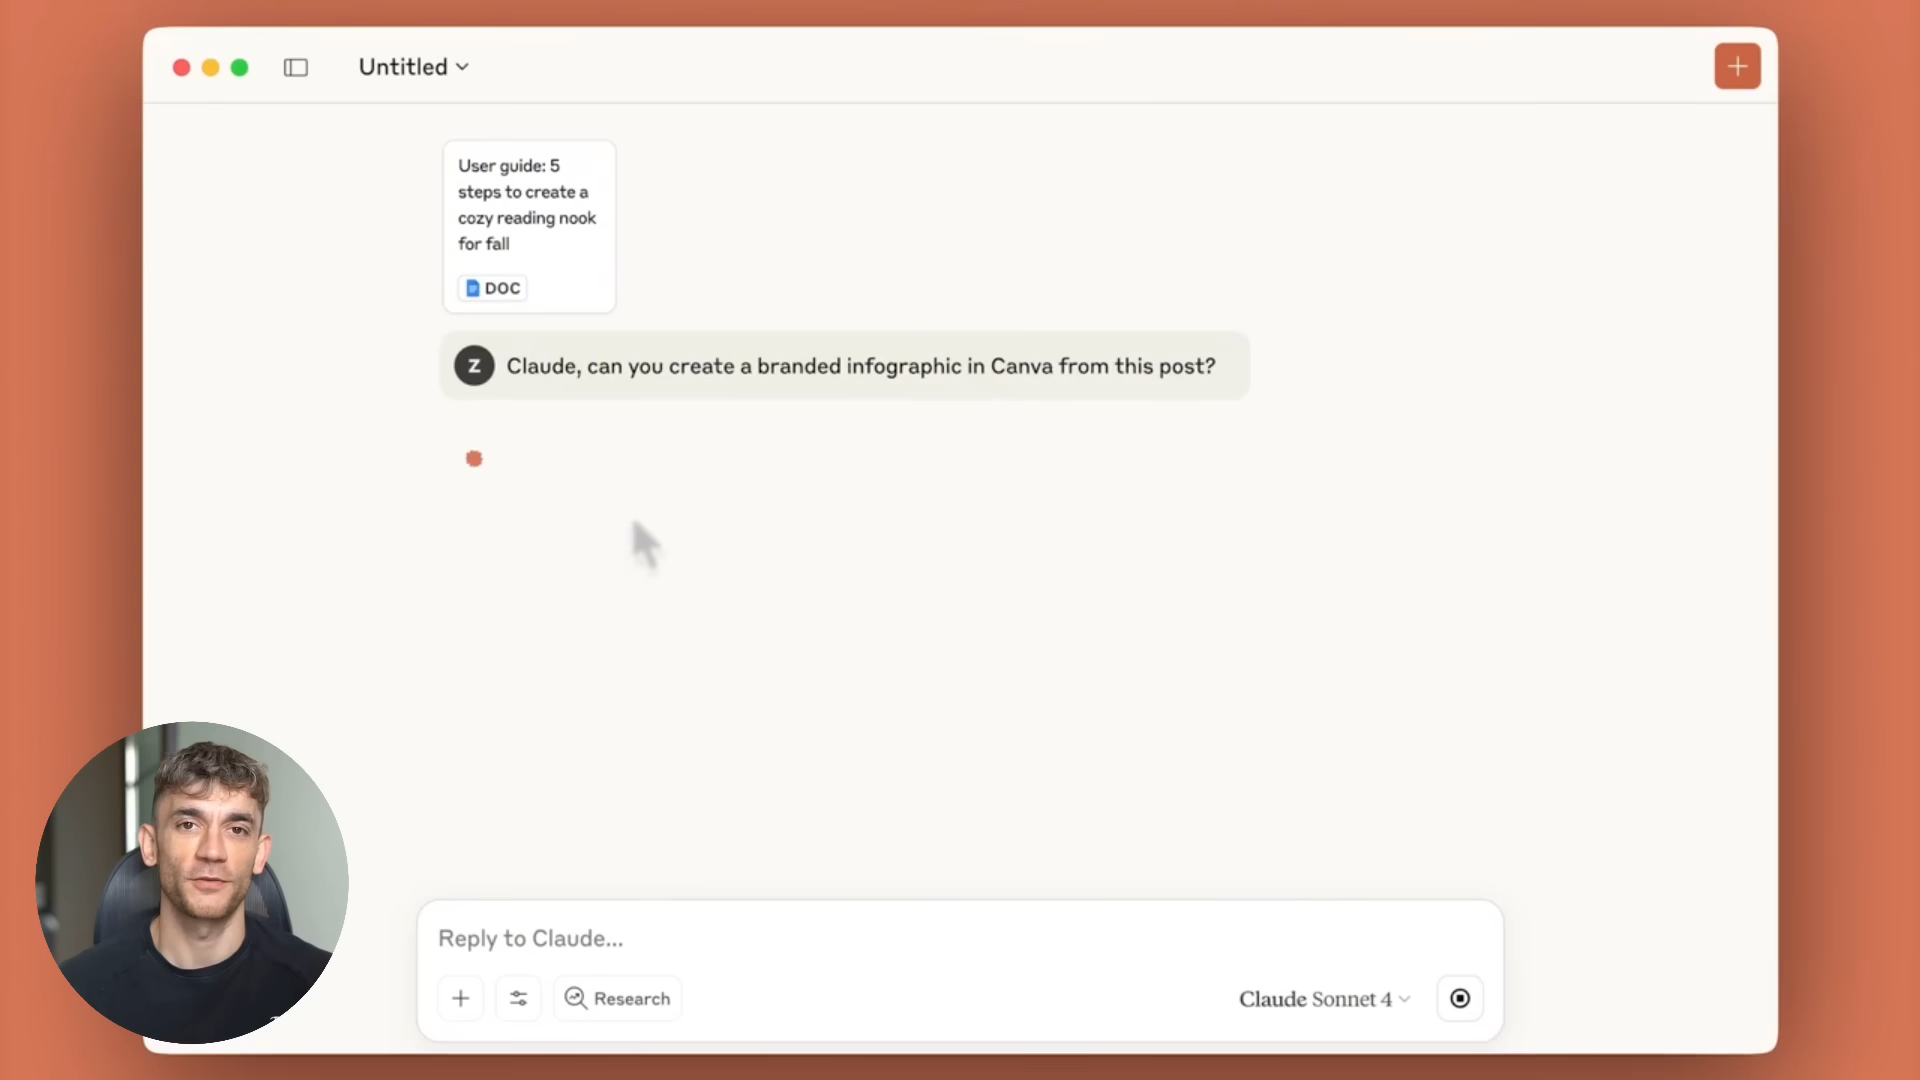 Untitled
User guide: 5
steps to create a
cozy reading nook
for fall
DOC
Z
Claude, can you create a branded infographic in Canva from this post?
Reply to Claude...
Research
Claude Sonnet 4